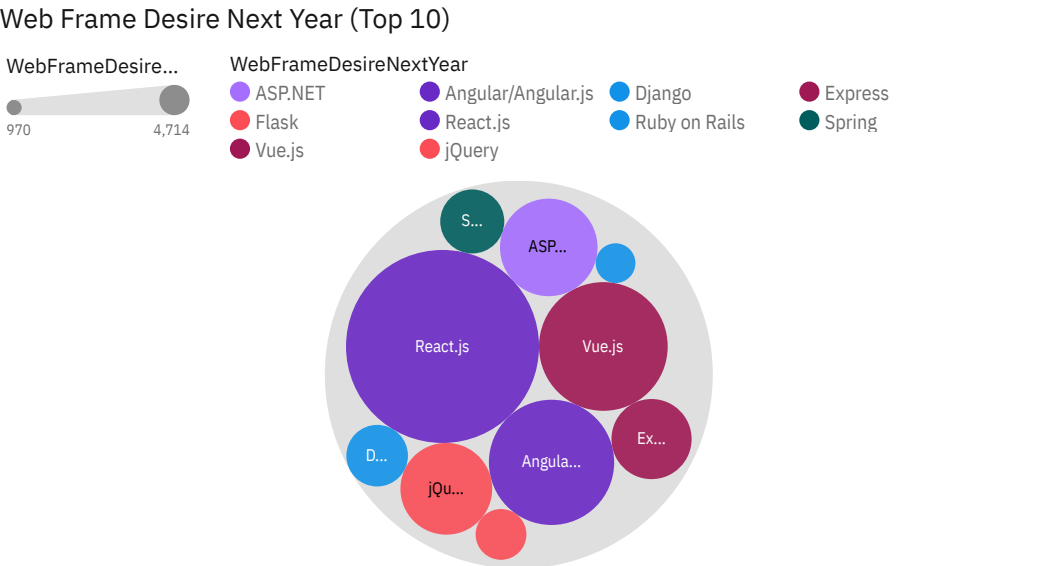 Web Frame Desire Next Year (Top 10)
WebFrameDesire...
970 4,714
WebFrameDesireNextYear
ASP.NET Angular/Angular.js Django Express
Flask React.js Ruby on Rails Spring
Vue.js jQuery
S...
ASP...
React.js
Vue.js
Ex...
D...
Angula...
jQu...